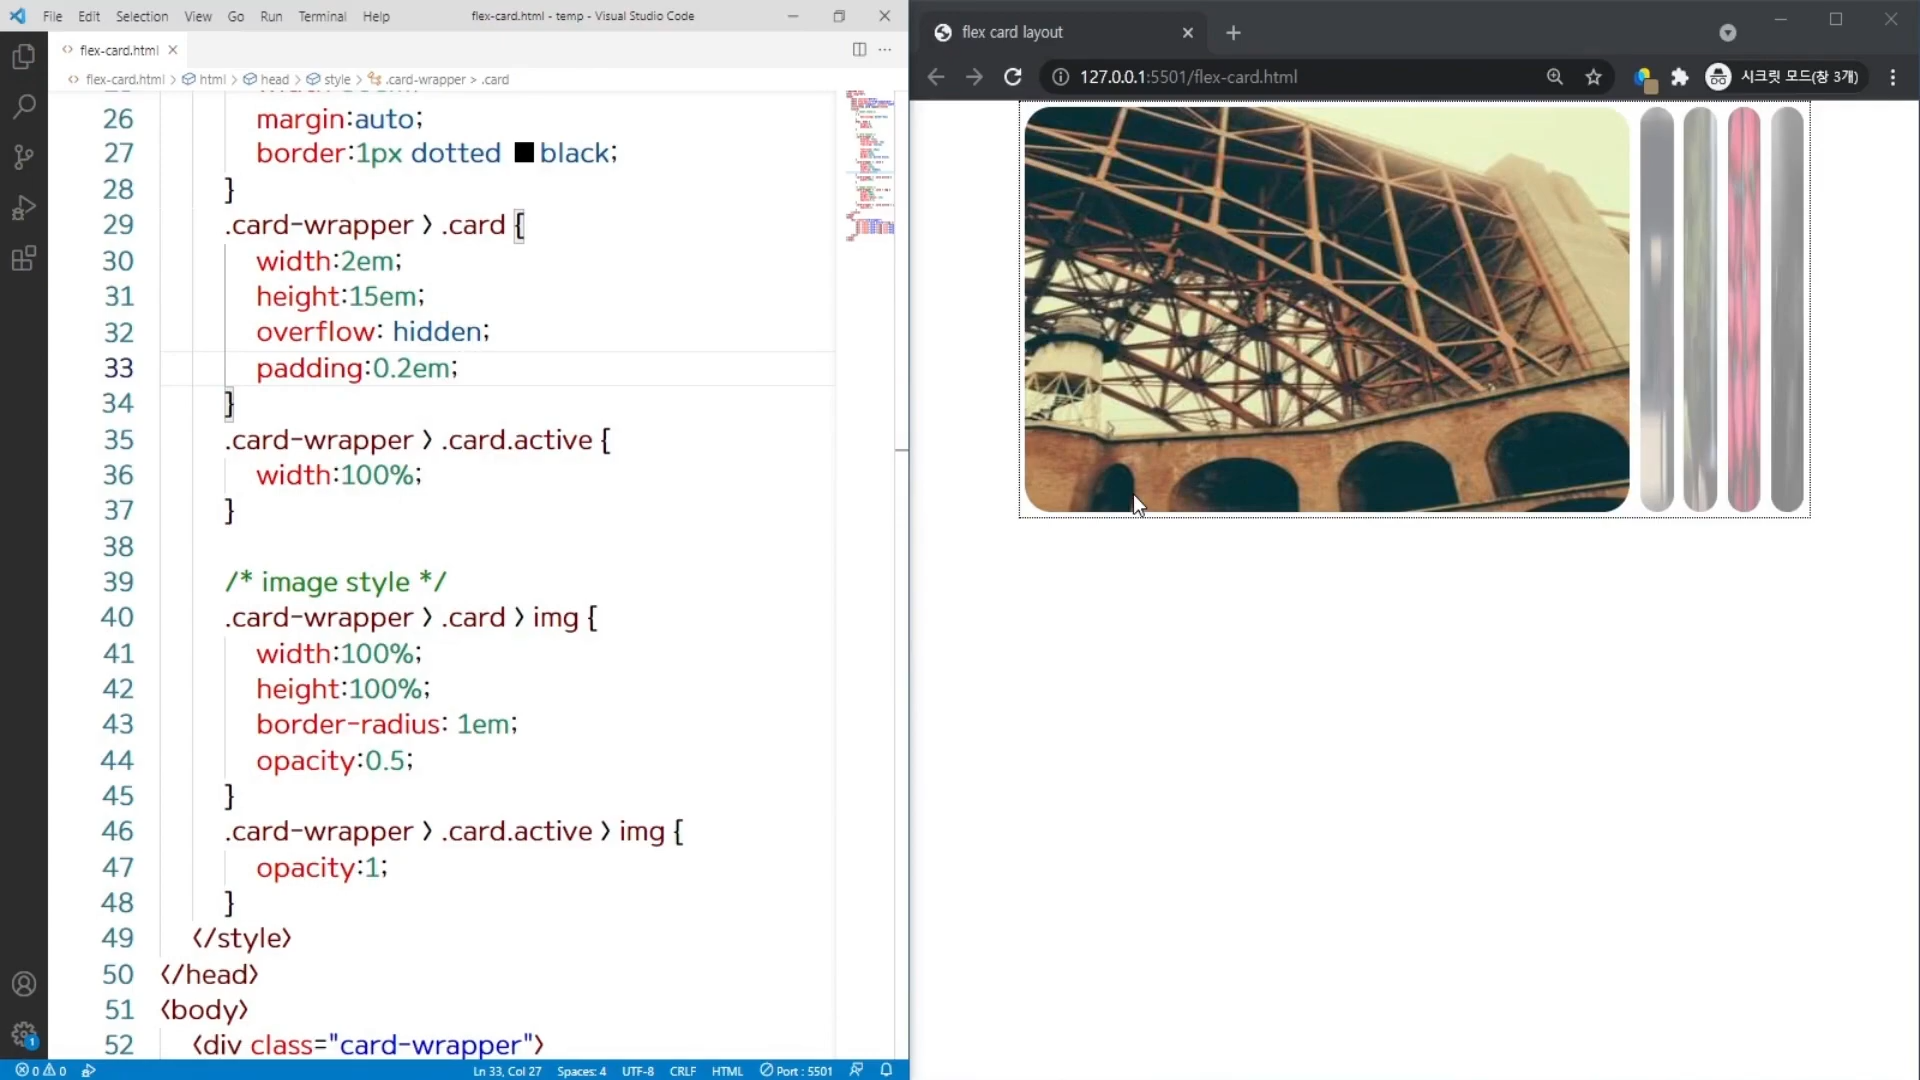 File Edit Selection View Go Run Terminal Help
flex-card.html - temp - Visual Studio Code
flex-card.html
flex-card.html > html > head > style > .card-wrapper > .card
26 margin:auto;
27 border:1px dotted black;
28 }
29 .card-wrapper > .card {
30 width:2em;
31 height:15em;
32 overflow: hidden;
33 padding:0.2em;
34 }
35 .card-wrapper > .card.active {
36 width:100%;
37 }
38
39 /* image style */
40 .card-wrapper > .card > img {
41 width:100%;
42 height:100%;
43 border-radius: 1em;
44 opacity:0.5;
45 }
46 .card-wrapper > .card.active > img {
47 opacity:1;
48 }
49 </style>
50 </head>
51 <body>
52 <div class="card-wrapper">
0 0
Ln 33, Col 27 Spaces: 4 UTF-8 CRLF HTML Port : 5501
1
flex card layout
127.0.0.1:5501/flex-card.html
시크릿 모드(창 3개)